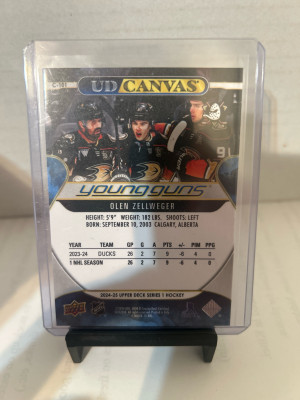 UD CANVAS
young guns
OLEN ZELLWEGER
HEIGHT: 5'9" WEIGHT: 182 LBS. SHOOTS: LEFT
BORN: SEPTEMBER 10, 2003 CALGARY, ALBERTA
YEAR TEAM GP G A PTS +/- PIM PPG
2023-24 DUCKS 26 2 7 9 -8 4 0
1 NHL SEASON 26 2 7 9 -8 4 0
2024-25 UPPER DECK SERIES 1 HOCKEY